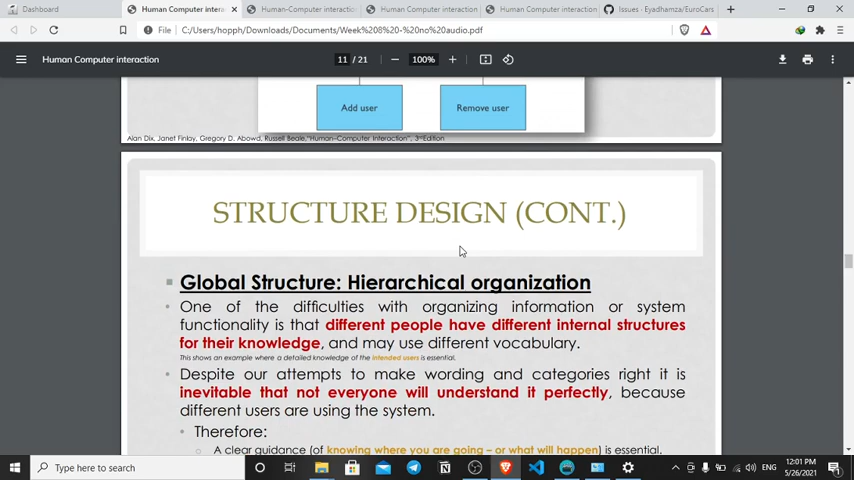 Dashboard
Human Computer interac
Human-Computer interactio
Human Computer interaction
Human Computer interaction
Issues · Eyadhamza/EuroCars
File
C:/Users/hopph/Downloads/Documents/Week%208%20-%20no%20audio.pdf
Human Computer interaction
11 / 21
100%
Add user
Remove user
Alan Dix, Janet Finlay, Gregory D. Abowd, Russell Beale,"Human–Computer Interaction", 3rdEdition
STRUCTURE DESIGN (CONT.)
Global Structure: Hierarchical organization
One of the difficulties with organizing information or system
functionality is that different people have different internal structures
for their knowledge, and may use different vocabulary.
This shows an example where a detailed knowledge of the intended users is essential.
Despite our attempts to make wording and categories right it is
inevitable that not everyone will understand it perfectly, because
different users are using the system.
Therefore:
A clear guidance (of knowing where you are going – or what will happen) is essential.
Type here to search
ENG
12:01 PM
5/26/2021